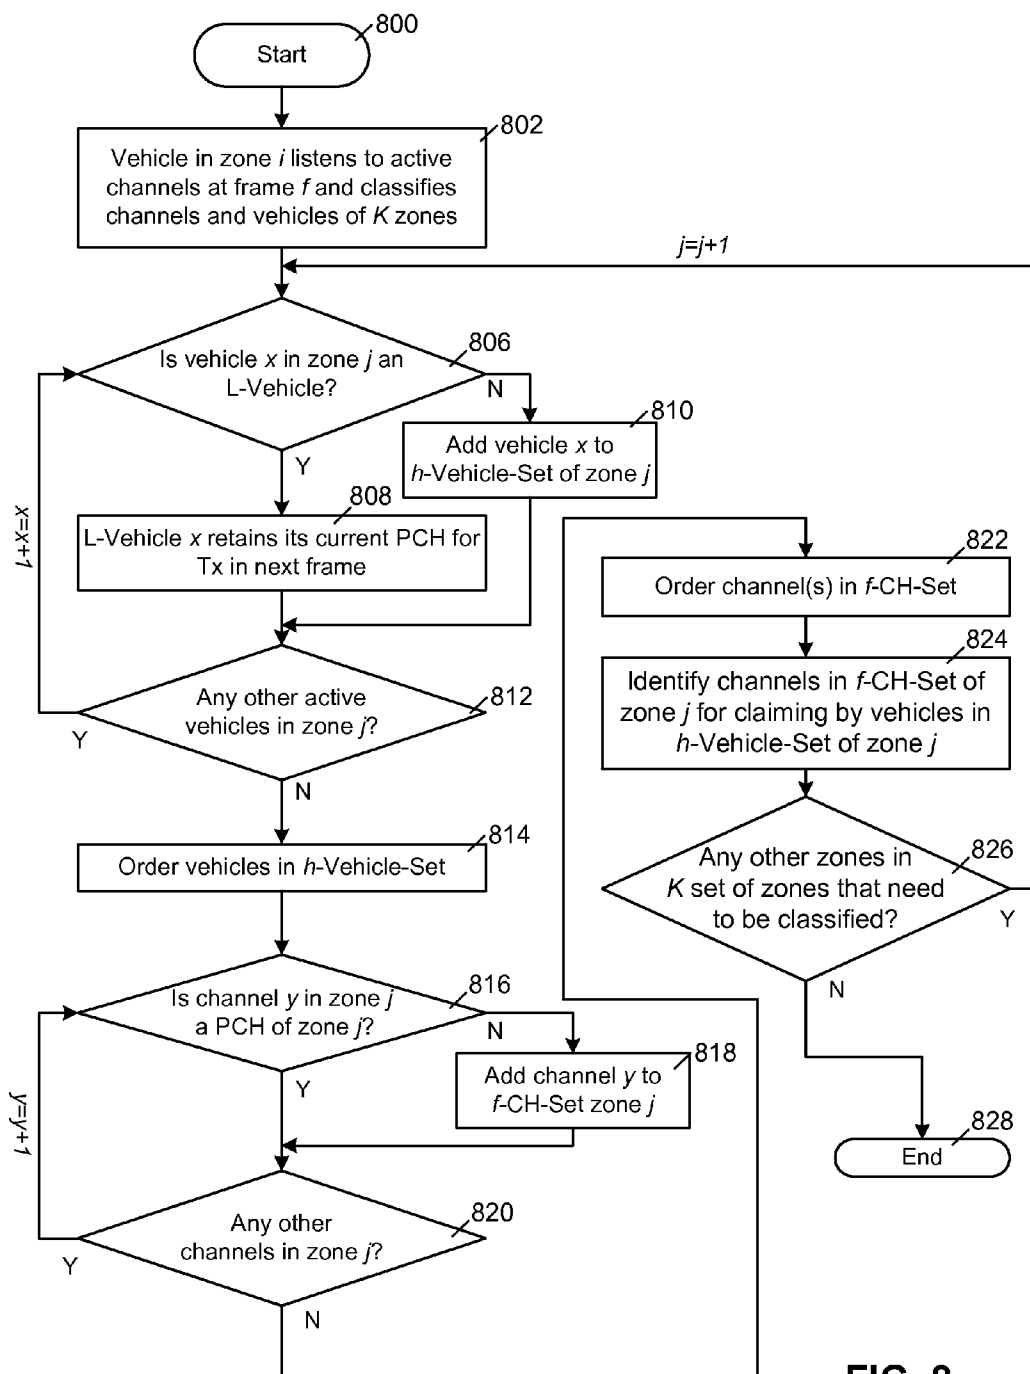 800
Start
802
Vehicle in zone i listens to active
channels at frame f and classifies
channels and vehicles of K zones
j=j+1
806
Is vehicle x in zone j an
L-Vehicle?
N
Y
810
Add vehicle x to
h-Vehicle-Set of zone j
808
L-Vehicle x retains its current PCH for
Tx in next frame
x=x+1
812
Any other active
vehicles in zone j?
Y
N
814
Order vehicles in h-Vehicle-Set
816
Is channel y in zone j
a PCH of zone j?
N
Y
818
Add channel y to
f-CH-Set zone j
y=y+1
820
Any other
channels in zone j?
Y
N
822
Order channel(s) in f-CH-Set
824
Identify channels in f-CH-Set of
zone j for claiming by vehicles in
h-Vehicle-Set of zone j
826
Any other zones in
K set of zones that need
to be classified?
Y
N
828
End
FIG. 8